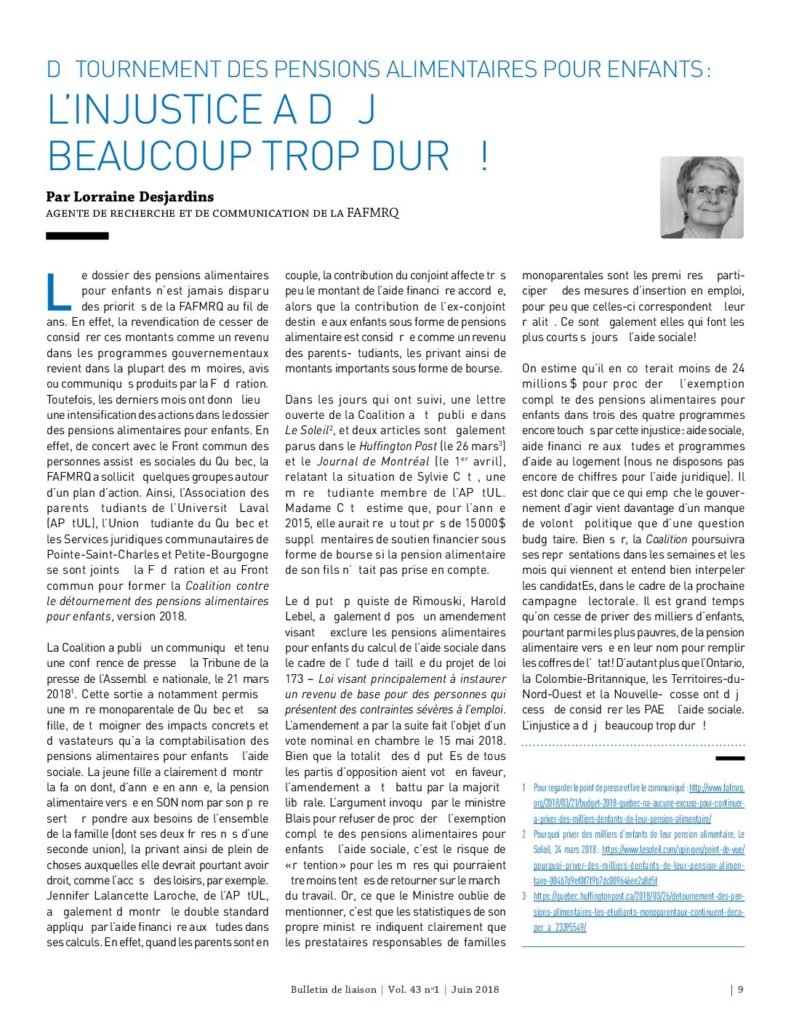 D TOURNEMENT DES PENSIONS ALIMENTAIRES POUR ENFANTS :
L'INJUSTICE A D J
BEAUCOUP TROP DUR !
Par Lorraine Desjardins
AGENTE DE RECHERCHE ET DE COMMUNICATION DE LA FAFMRQ
Le dossier des pensions alimentaires
pour enfants n'est jamais disparu
des priorit s de la FAFMRQ au fil de
ans. En effet, la revendication de cesser de
consid rer ces montants comme un revenu
dans les programmes gouvernementaux
revient dans la plupart des m moires, avis
ou communiqu s produits par la F d ration.
Toutefois, les derniers mois ont donn lieu
une intensification des actions dans le dossier
des pensions alimentaires pour enfants. En
effet, de concert avec le Front commun des
personnes assist es sociales du Qu bec, la
FAFMRQ a sollicit quelques groupes autour
d'un plan d'action. Ainsi, l'Association des
parents tudiants de l'Universit Laval
(AP tUL), l'Union tudiante du Qu bec et
les Services juridiques communautaires de
Pointe-Saint-Charles et Petite-Bourgogne
se sont joints la F d ration et au Front
commun pour former la Coalition contre
le détournement des pensions alimentaires
pour enfants, version 2018.
La Coalition a publi un communiqu et tenu
une conf rence de presse la Tribune de la
presse de l'Assembl e nationale, le 21 mars
2018¹. Cette sortie a notamment permis
une m re monoparentale de Qu bec et sa
fille, de t moigner des impacts concrets et
d vastateurs qu'a la comptabilisation des
pensions alimentaires pour enfants l'aide
sociale. La jeune fille a clairement d montr
la fa on dont, d'ann e en ann e, la pension
alimentaire vers e en SON nom par son p re
sert r pondre aux besoins de l'ensemble
de la famille (dont ses deux fr res n s d'une
seconde union), la privant ainsi de plein de
choses auxquelles elle devrait pourtant avoir
droit, comme l'acc s des loisirs, par exemple.
Jennifer Lalancette Laroche, de l'AP tUL,
a galement d montr le double standard
appliqu par l'aide financi re aux tudes dans
ses calculs. En effet, quand les parents sont en
couple, la contribution du conjoint affecte tr s
peu le montant de l'aide financi re accord e,
alors que la contribution de l'ex-conjoint
destin e aux enfants sous forme de pensions
alimentaire est consid r e comme un revenu
des parents- tudiants, les privant ainsi de
montants importants sous forme de bourse.
Dans les jours qui ont suivi, une lettre
ouverte de la Coalition a t publi e dans
Le Soleil², et deux articles sont galement
parus dans le Huffington Post (le 26 mars³)
et le Journal de Montréal (le 1er avril),
relatant la situation de Sylvie C t , une
m re tudiante membre de l'AP tUL.
Madame C t estime que, pour l'ann e
2015, elle aurait re u tout pr s de 15 000 $
suppl mentaires de soutien financier sous
forme de bourse si la pension alimentaire
de son fils n' tait pas prise en compte.
Le d put p quiste de Rimouski, Harold
Lebel, a galement d pos un amendement
visant exclure les pensions alimentaires
pour enfants du calcul de l'aide sociale dans
le cadre de l' tude d taill e du projet de loi
173 – Loi visant principalement à instaurer
un revenu de base pour des personnes qui
présentent des contraintes sévères à l'emploi.
L'amendement a par la suite fait l'objet d'un
vote nominal en chambre le 15 mai 2018.
Bien que la totalit des d put Es de tous
les partis d'opposition aient vot en faveur,
l'amendement a t battu par la majorit
lib rale. L'argument invoqu par le ministre
Blais pour refuser de proc der l'exemption
compl te des pensions alimentaires pour
enfants l'aide sociale, c'est le risque de
« r tention » pour les m res qui pourraient
tre moins tent es de retourner sur le march
du travail. Or, ce que le Ministre oublie de
mentionner, c'est que les statistiques de son
propre minist re indiquent clairement que
les prestataires responsables de familles
monoparentales sont les premi res parti-
ciper des mesures d'insertion en emploi,
pour peu que celles-ci correspondent leur
r alit . Ce sont galement elles qui font les
plus courts s jours l'aide sociale!
On estime qu'il en co terait moins de 24
millions $ pour proc der l'exemption
compl te des pensions alimentaires pour
enfants dans trois des quatre programmes
encore touch s par cette injustice : aide sociale,
aide financi re aux tudes et programmes
d'aide au logement (nous ne disposons pas
encore de chiffres pour l'aide juridique). Il
est donc clair que ce qui emp che le gouver-
nement d'agir vient davantage d'un manque
de volont politique que d'une question
budg taire. Bien s r, la Coalition poursuivra
ses repr sentations dans les semaines et les
mois qui viennent et entend bien interpeler
les candidatEs, dans le cadre de la prochaine
campagne lectorale. Il est grand temps
qu'on cesse de priver des milliers d'enfants,
pourtant parmi les plus pauvres, de la pension
alimentaire vers e en leur nom pour remplir
les coffres de l' tat! D'autant plus que l'Ontario,
la Colombie-Britannique, les Territoires-du-
Nord-Ouest et la Nouvelle- cosse ont d j
cess de consid rer les PAE l'aide sociale.
L'injustice a d j beaucoup trop dur !
1 Pour regarder le point de presse et lire le communiqué : http://www.fafmrq.
org/2018/03/21/budget-2018-quebec-na-aucune-excuse-pour-continuer-
a-priver-des-milliers-denfants-de-leur-pension-alimentaire/
2 Pourquoi priver des milliers d'enfants de leur pension alimentaire, Le
Soleil, 24 mars 2018 : https://www.lesoleil.com/opinions/point-de-vue/
pourquoi-priver-des-milliers-denfants-de-leur-pension-alimen-
taire-084b7d9ef0f7f9b7dc009646ee2a8d5f
3 https://quebec.huffingtonpost.ca/2018/03/26/detournement-des-pen-
sions-alimentaires-les-etudiants-monoparentaux-continuent-deco-
per_a_23395549/
Bulletin de liaison | Vol. 43 nº1 | Juin 2018
| 9